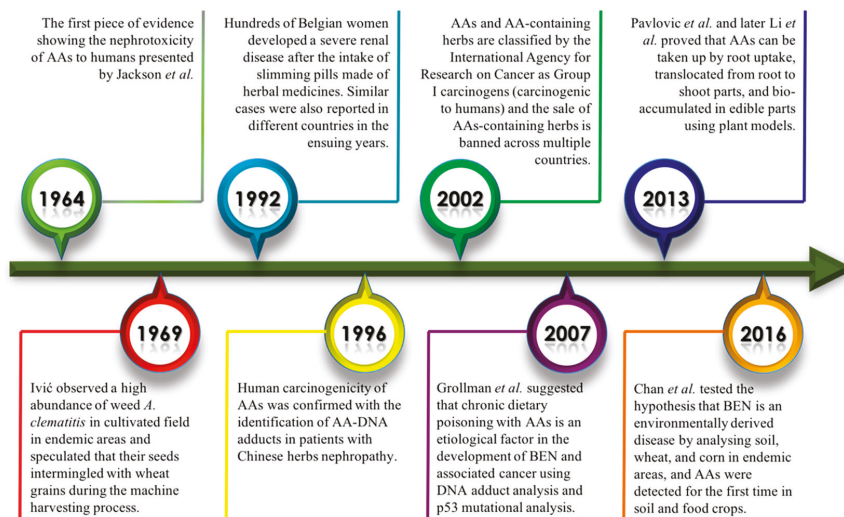 The first piece of evidence
showing the nephrotoxicity
of AAs to humans presented
by Jackson et al.
1964
Hundreds of Belgian women
developed a severe renal
disease after the intake of
slimming pills made of
herbal medicines. Similar
cases were also reported in
different countries in the
ensuing years.
1992
AAs and AA-containing
herbs are classified by the
International Agency for
Research on Cancer as Group
I carcinogens (carcinogenic
to humans) and the sale of
AAs-containing herbs is
banned across multiple
countries.
2002
Pavlovic et al. and later Li et
al. proved that AAs can be
taken up by root uptake,
translocated from root to
shoot parts, and bio-
accumulated in edible parts
using plant models.
2013
1969
Ivić observed a high
abundance of weed A.
clematitis in cultivated field
in endemic areas and
speculated that their seeds
intermingled with wheat
grains during the machine
harvesting process.
1996
Human carcinogenicity of
AAs was confirmed with the
identification of AA-DNA
adducts in patients with
Chinese herbs nephropathy.
2007
Grollman et al. suggested
that chronic dietary
poisoning with AAs is an
etiological factor in the
development of BEN and
associated cancer using
DNA adduct analysis and
p53 mutational analysis.
2016
Chan et al. tested the
hypothesis that BEN is an
environmentally derived
disease by analysing soil,
wheat, and corn in endemic
areas, and AAs were
detected for the first time in
soil and food crops.